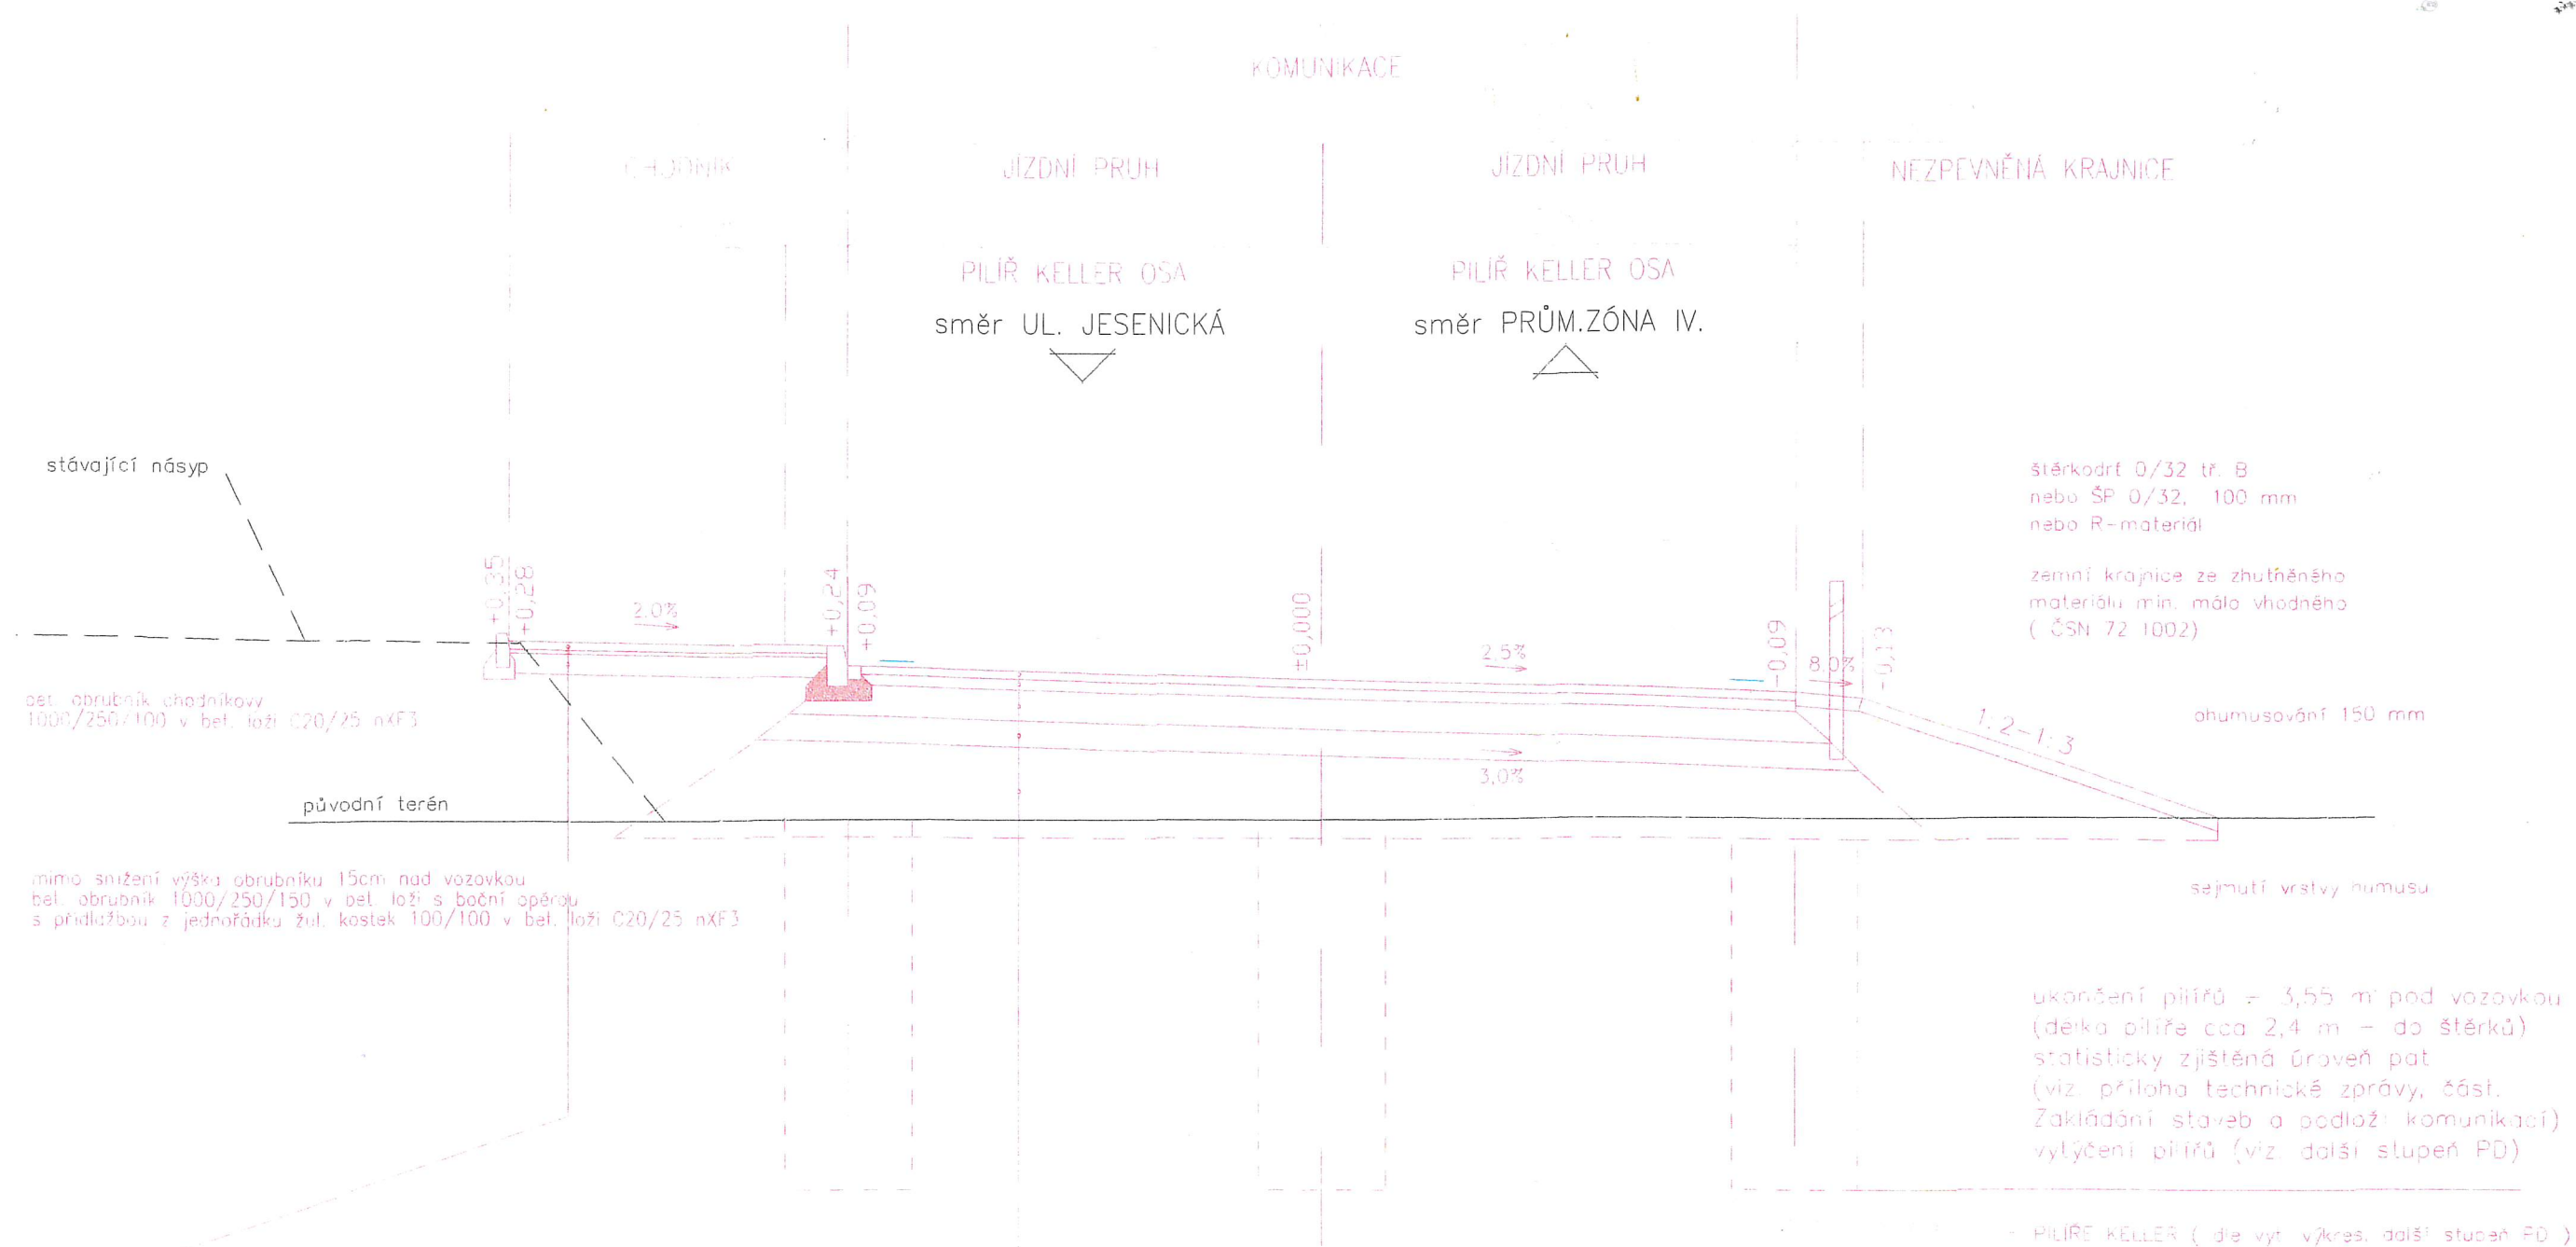 KOMUNIKACE
CHODNÍK
JÍZDNÍ PRUH
JÍZDNÍ PRUH
NEZPEVNĚNÁ KRAJNICE
PILÍŘ KELLER OSA
PILÍŘ KELLER OSA
směr UL. JESENICKÁ
směr PRŮM.ZÓNA IV.
stávající násyp
štěrkodrť 0/32 tř. B
nebo ŠP 0/32, 100 mm
nebo R-materiál
zemní krajnice ze zhutněného
materiálu min. málo vhodného
( ČSN 72 1002)
+0,35
+0,28
2.0%
+0,24
+0,09
±0,000
2,5%
-0,09
8,0%
-0,13
bet. obrubník chodníkový
1000/250/100 v bet. loži C20/25 nXF3
ohumusování 150 mm
1:2-1:3
3,0%
původní terén
mimo snížení výška obrubníku 15cm nad vozovkou
bet. obrubník 1000/250/150 v bet. loži s boční opěrou
s přídlažbou z jednořádku žul. kostek 100/100 v bet. loži C20/25 nXF3
sejmutí vrstvy humusu
ukončení pilířů - 3,55 m pod vozovkou
(délka pilíře cca 2,4 m - do štěrků)
statisticky zjištěná úroveň pat
(viz. příloha technické zprávy, část.
Zakládání staveb a podloží komunikací)
vytýčení pilířů (viz. další stupeň PD)
PILÍŘE KELLER ( dle vyt. výkres. další stupeň PD )